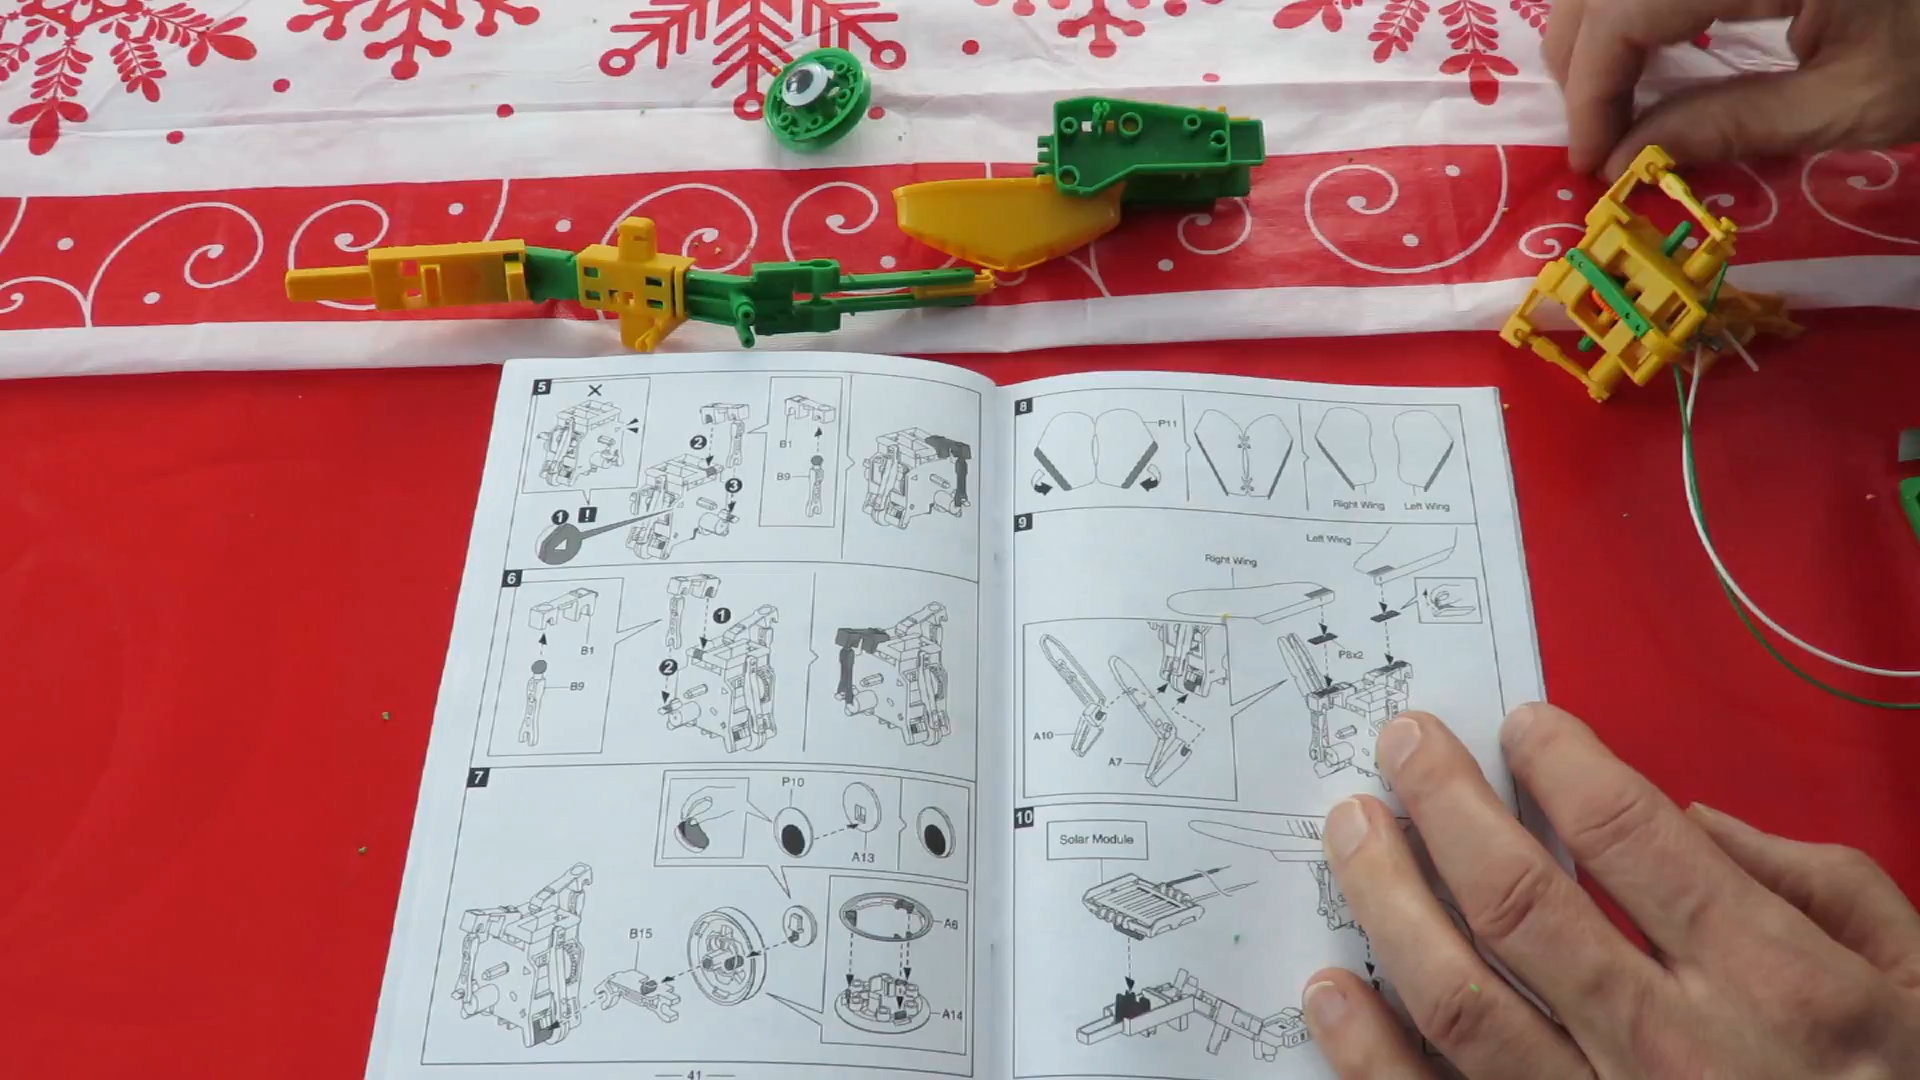 5
2
B1
B9
3
1 !
6
1
B1
2
B9
7
P10
A13
B15
A6
A14
41
8
P11
Right Wing
Left Wing
9
Left Wing
Right Wing
P8x2
A10
A7
10
Solar Module